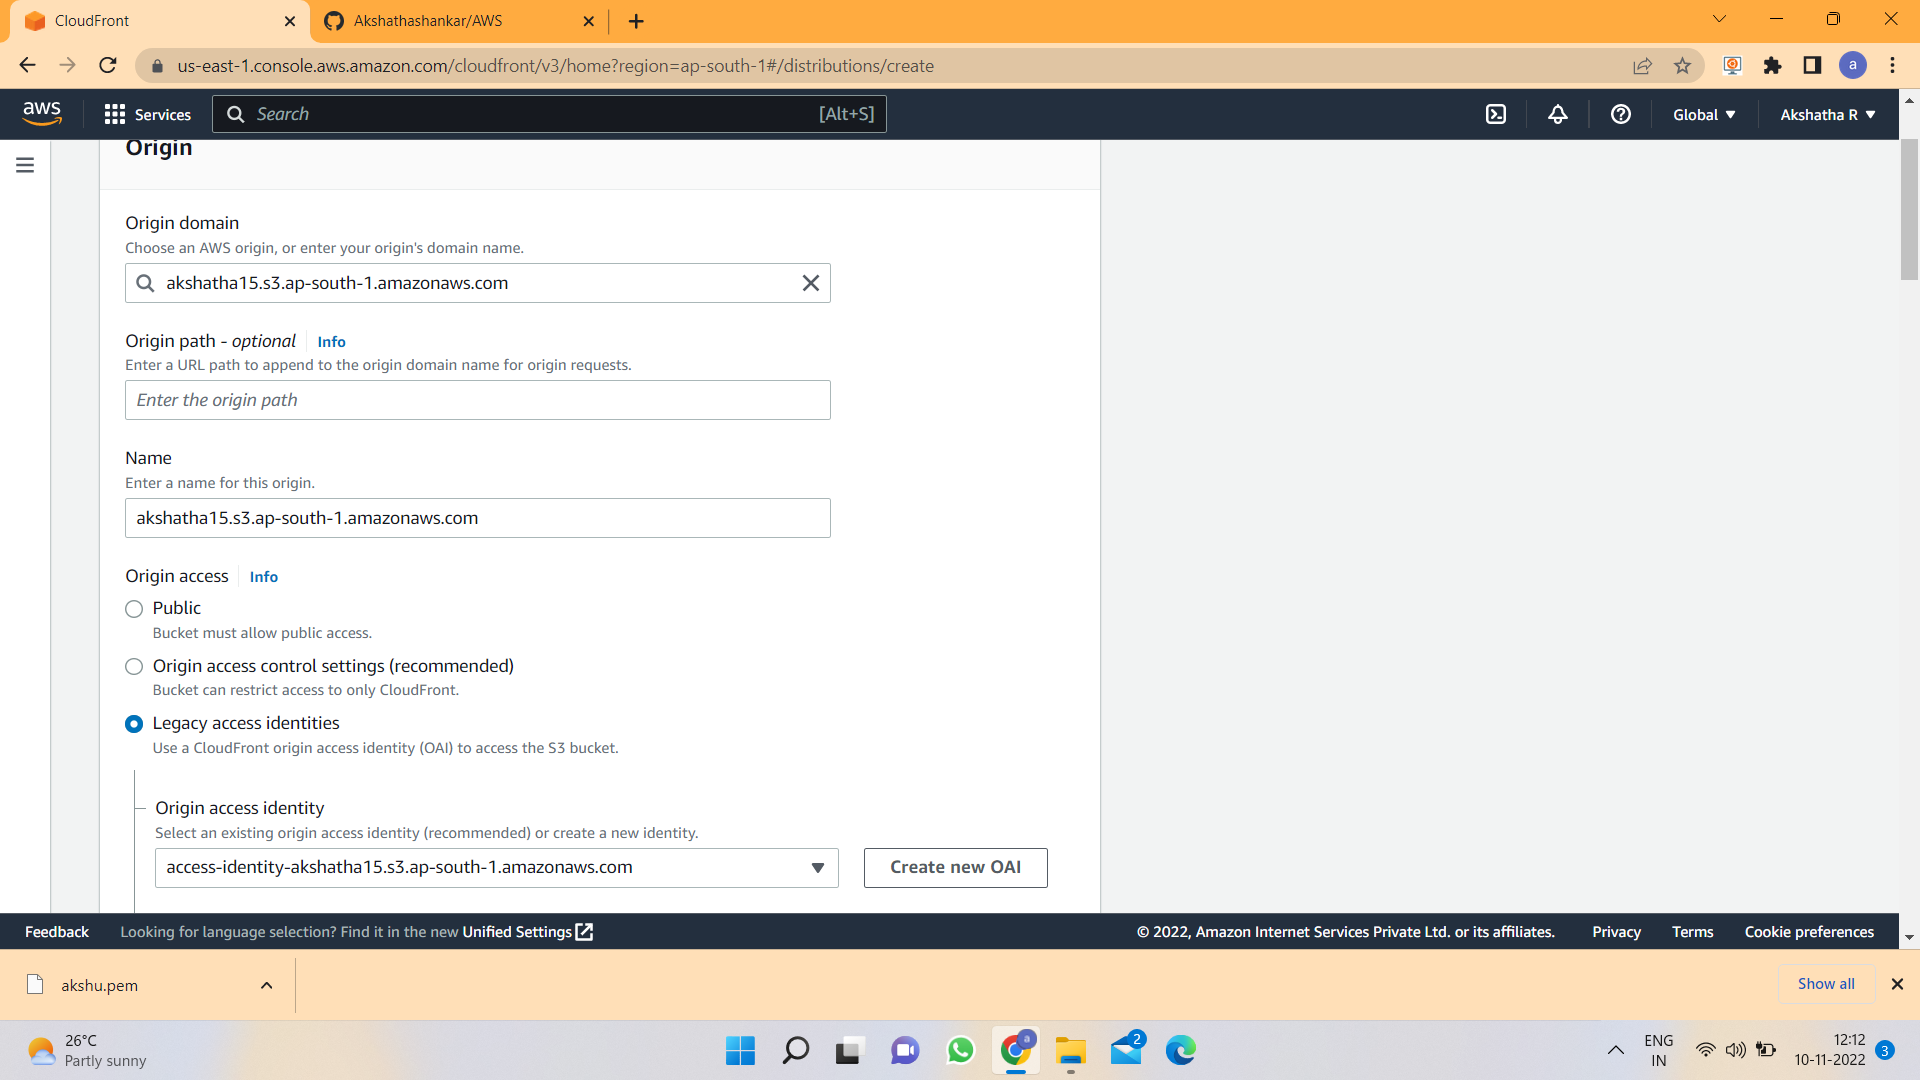 CloudFront
Akshathashankar/AWS
us-east-1.console.aws.amazon.com/cloudfront/v3/home?region=ap-south-1#/distributions/create
a
aws
Services
Search
[Alt+S]
Global
Akshatha R
Origin
Origin domain
Choose an AWS origin, or enter your origin's domain name.
akshatha15.s3.ap-south-1.amazonaws.com
Origin path - optional
Info
Enter a URL path to append to the origin domain name for origin requests.
Enter the origin path
Name
Enter a name for this origin.
akshatha15.s3.ap-south-1.amazonaws.com
Origin access
Info
Public
Bucket must allow public access.
Origin access control settings (recommended)
Bucket can restrict access to only CloudFront.
Legacy access identities
Use a CloudFront origin access identity (OAI) to access the S3 bucket.
Origin access identity
Select an existing origin access identity (recommended) or create a new identity.
access-identity-akshatha15.s3.ap-south-1.amazonaws.com
Create new OAI
Feedback
Looking for language selection? Find it in the new Unified Settings
© 2022, Amazon Internet Services Private Ltd. or its affiliates.
Privacy
Terms
Cookie preferences
akshu.pem
Show all
26°C
Partly sunny
a
2
ENG
IN
12:12
10-11-2022
3